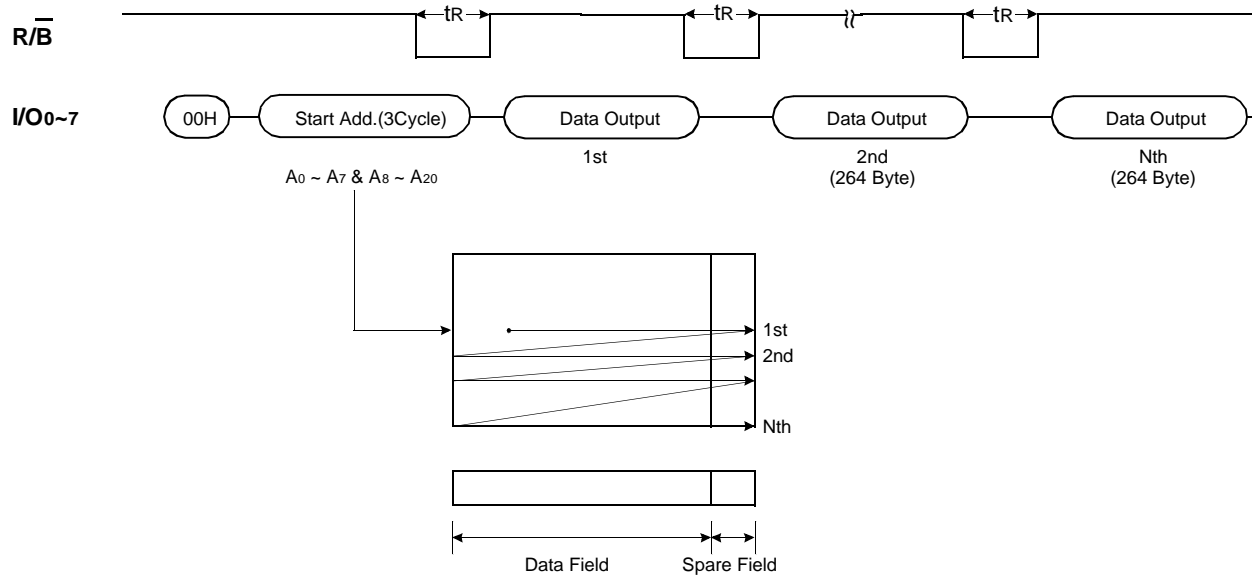 tR tR tR
R/B
I/O0~7 00H Start Add.(3Cycle) Data Output Data Output Data Output
1st 2nd Nth
(264 Byte) (264 Byte)
A0 ~ A7 & A8 ~ A20
1st
2nd
Nth
Data Field Spare Field